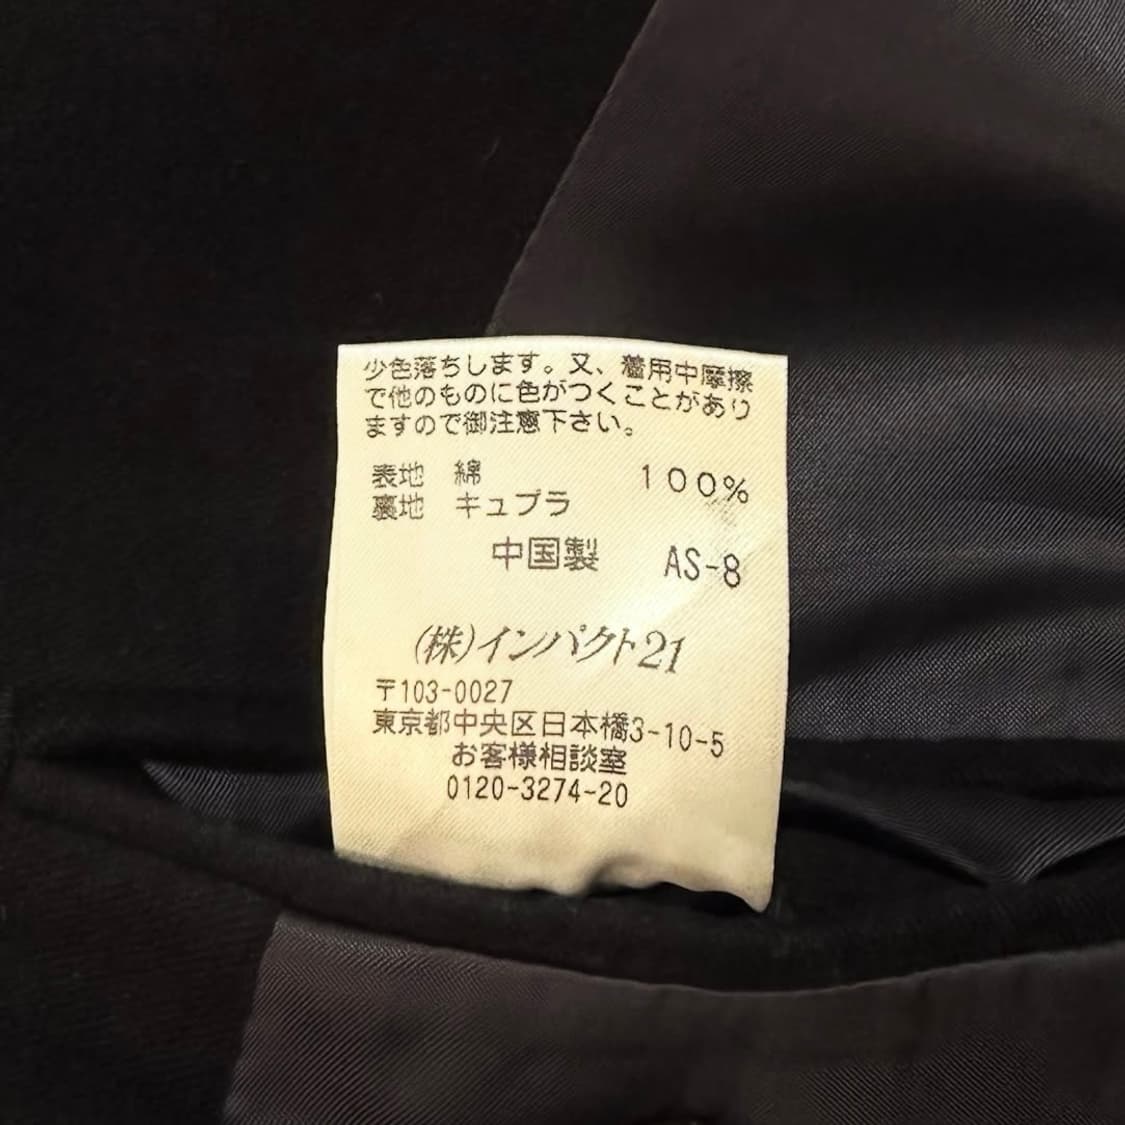 少色落ちします。又、着用中摩擦
で他のものに色がつくことがあり
ますので御注意下さい。
表地 綿 100%
裏地 キュプラ
中国製 AS-8
(株)インパクト21
〒103-0027
東京都中央区日本橋3-10-5
お客様相談室
0120-3274-20